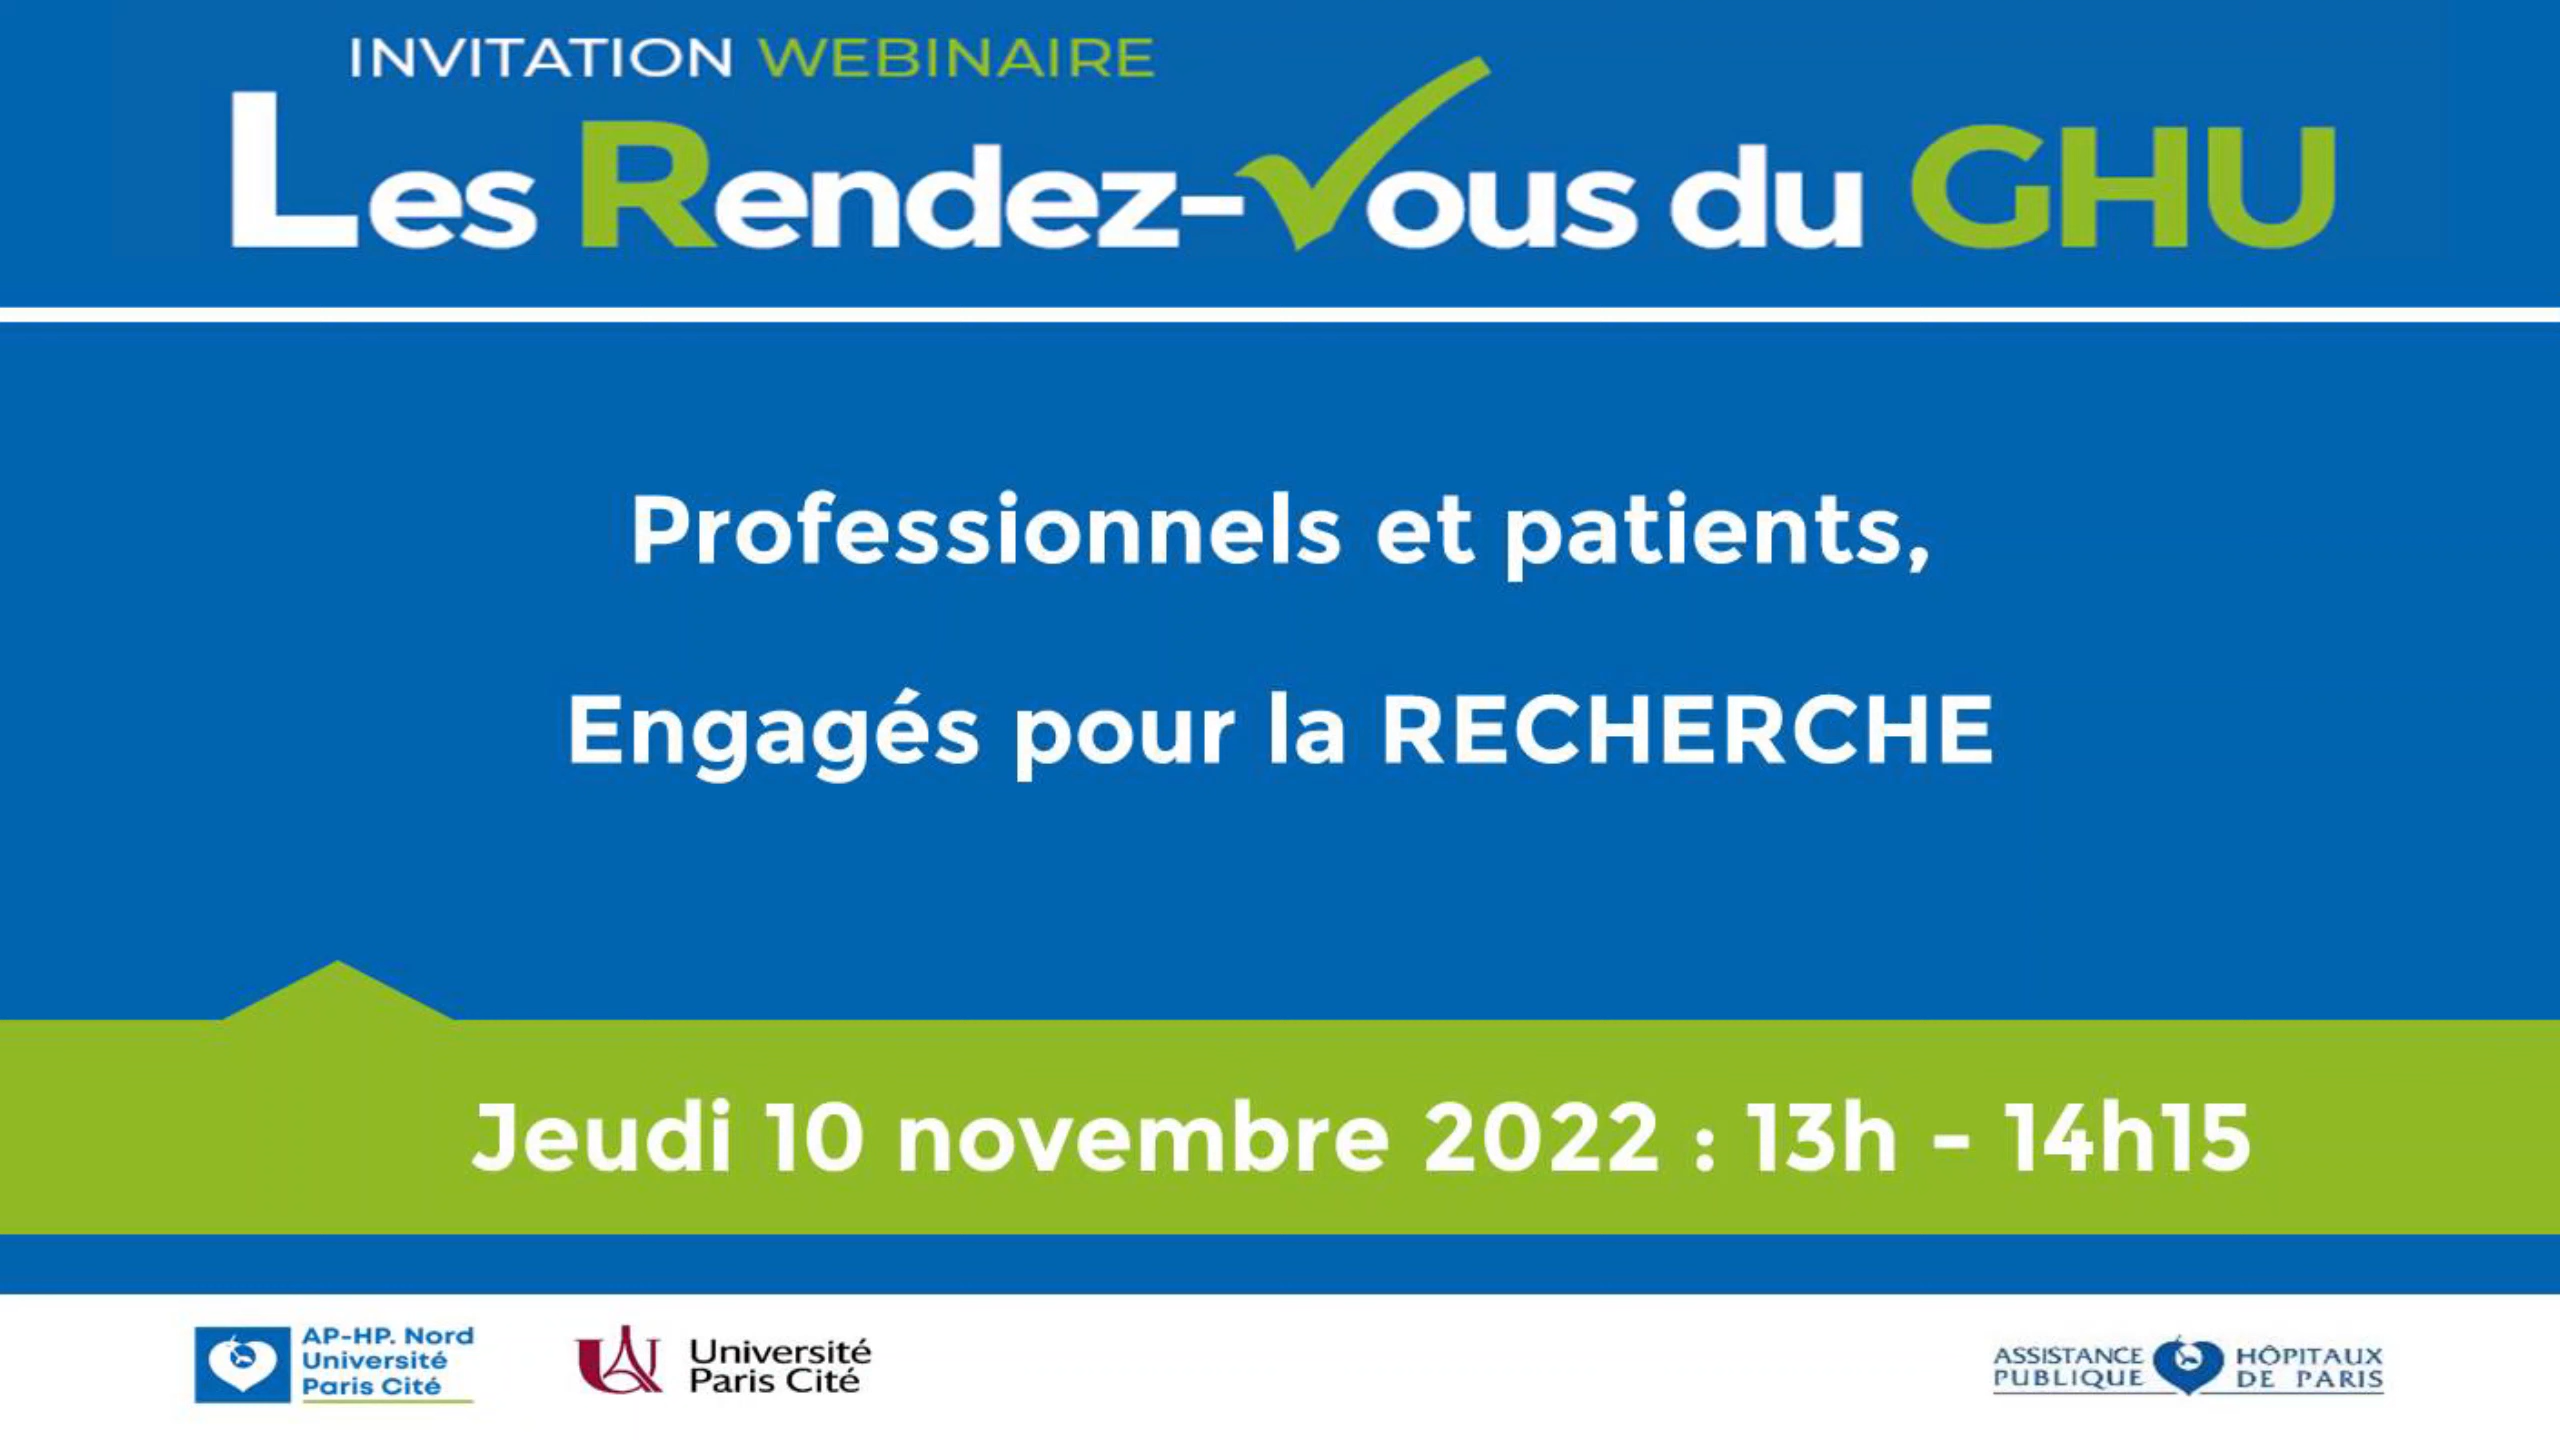 INVITATION WEBINAIRE
Les Rendez-Vous du GHU
Professionnels et patients,
Engagés pour la RECHERCHE
Jeudi 10 novembre 2022 : 13h - 14h15
AP-HP. Nord
Université
Paris Cité
Université
Paris Cité
ASSISTANCE
PUBLIQUE
HÔPITAUX
DE PARIS